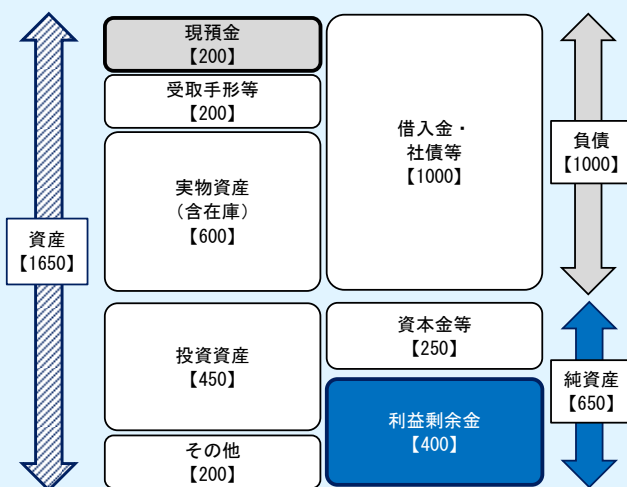 現預金
【200】
受取手形等
【200】
実物資産
（含在庫）
【600】
投資資産
【450】
その他
【200】
借入金・
社債等
【1000】
資本金等
【250】
利益剰余金
【400】
資産
【1650】
負債
【1000】
純資産
【650】